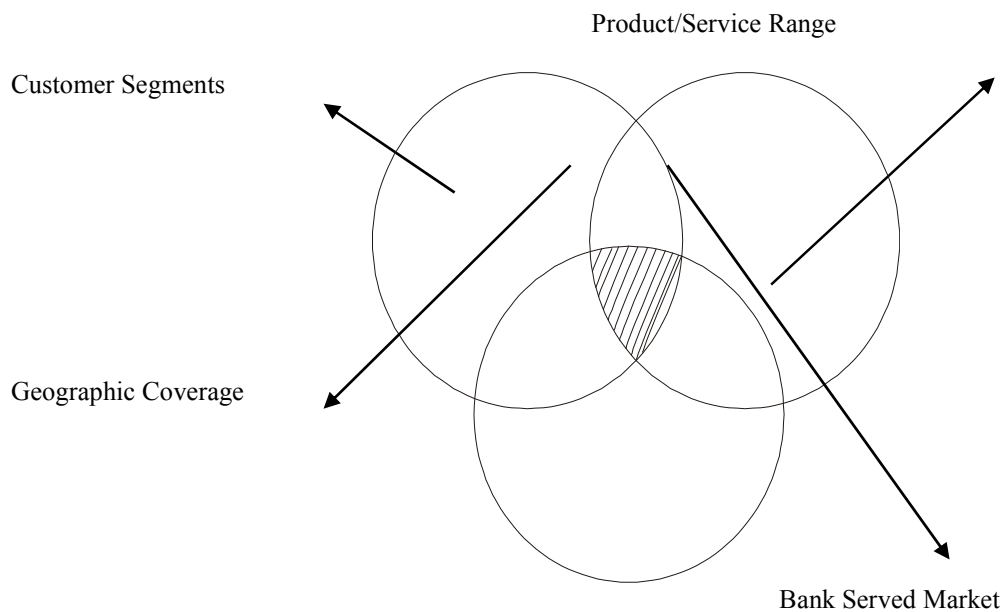 Product/Service Range
Customer Segments
Geographic Coverage
Bank Served Market